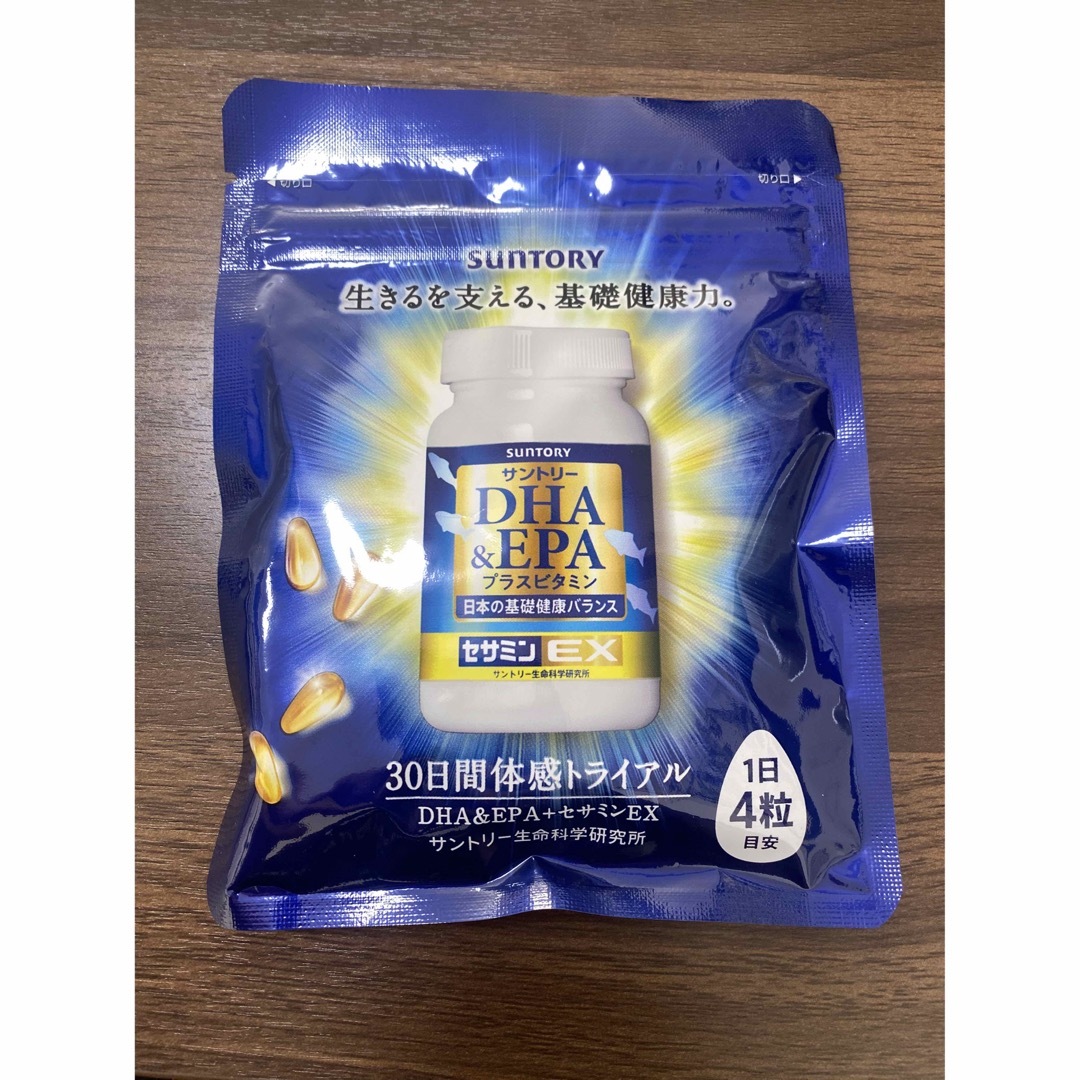 ◀切り口
切り口▶
SUNTORY
生きるを支える、基礎健康力。
SUNTORY
サントリー
DHA
&EPA
プラスビタミン
日本の基礎健康バランス
セサミンEX
サントリー生命科学研究所
30日間体感トライアル
DHA&EPA+セサミンEX
サントリー生命科学研究所
1日
4粒
目安